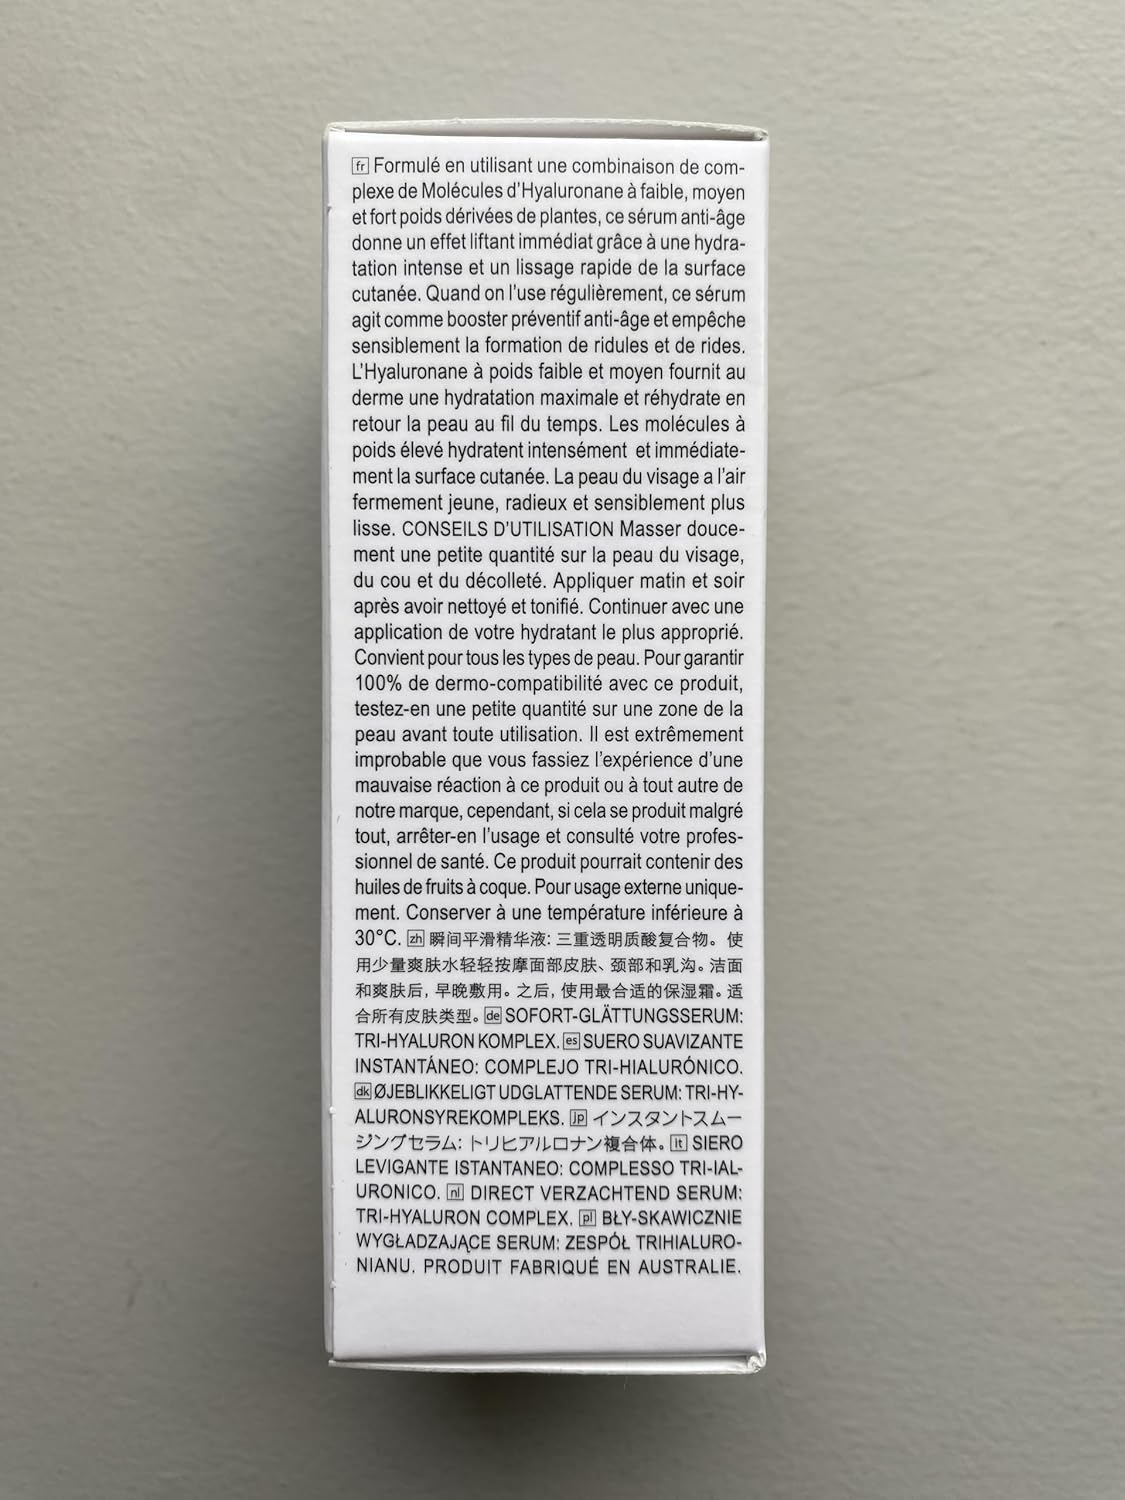 fr Formulé en utilisant une combinaison de com-
plexe de Molécules d'Hyaluronane à faible, moyen
et fort poids dérivées de plantes, ce sérum anti-âge
donne un effet liftant immédiat grâce à une hydra-
tation intense et un lissage rapide de la surface
cutanée. Quand on l'use régulièrement, ce sérum
agit comme booster préventif anti-âge et empêche
sensiblement la formation de ridules et de rides.
L'Hyaluronane à poids faible et moyen fournit au
derme une hydratation maximale et réhydrate en
retour la peau au fil du temps. Les molécules à
poids élevé hydratent intensément et immédiate-
ment la surface cutanée. La peau du visage a l'air
fermement jeune, radieux et sensiblement plus
lisse. CONSEILS D'UTILISATION Masser douce-
ment une petite quantité sur la peau du visage,
du cou et du décolleté. Appliquer matin et soir
après avoir nettoyé et tonifié. Continuer avec une
application de votre hydratant le plus approprié.
Convient pour tous les types de peau. Pour garantir
100% de dermo-compatibilité avec ce produit,
testez-en une petite quantité sur une zone de la
peau avant toute utilisation. Il est extrêmement
improbable que vous fassiez l'expérience d'une
mauvaise réaction à ce produit ou à tout autre de
notre marque, cependant, si cela se produit malgré
tout, arrêter-en l'usage et consulté votre profes-
sionnel de santé. Ce produit pourrait contenir des
huiles de fruits à coque. Pour usage externe unique-
ment. Conserver à une température inférieure à
30°C. zh 瞬间平滑精华液: 三重透明质酸复合物。使
用少量爽肤水轻轻按摩面部皮肤、颈部和乳沟。洁面
和爽肤后, 早晚敷用。之后, 使用最合适的保湿霜。适
合所有皮肤类型。de SOFORT-GLÄTTUNGSSERUM:
TRI-HYALURON KOMPLEX. es SUERO SUAVIZANTE
INSTANTÁNEO: COMPLEJO TRI-HIALURÓNICO.
dk ØJEBLIKKELIGT UDGLATTENDE SERUM: TRI-HY-
ALURONSYREKOMPLEKS. jp インスタントスムー
ジングセラム: トリヒアルロナン複合体。it SIERO
LEVIGANTE ISTANTANEO: COMPLESSO TRI-IAL-
URONICO. nl DIRECT VERZACHTEND SERUM:
TRI-HYALURON COMPLEX. pl BŁY-SKAWICZNIE
WYGŁADZAJĄCE SERUM: ZESPÓŁ TRIHIALURO-
NIANU. PRODUIT FABRIQUÉ EN AUSTRALIE.